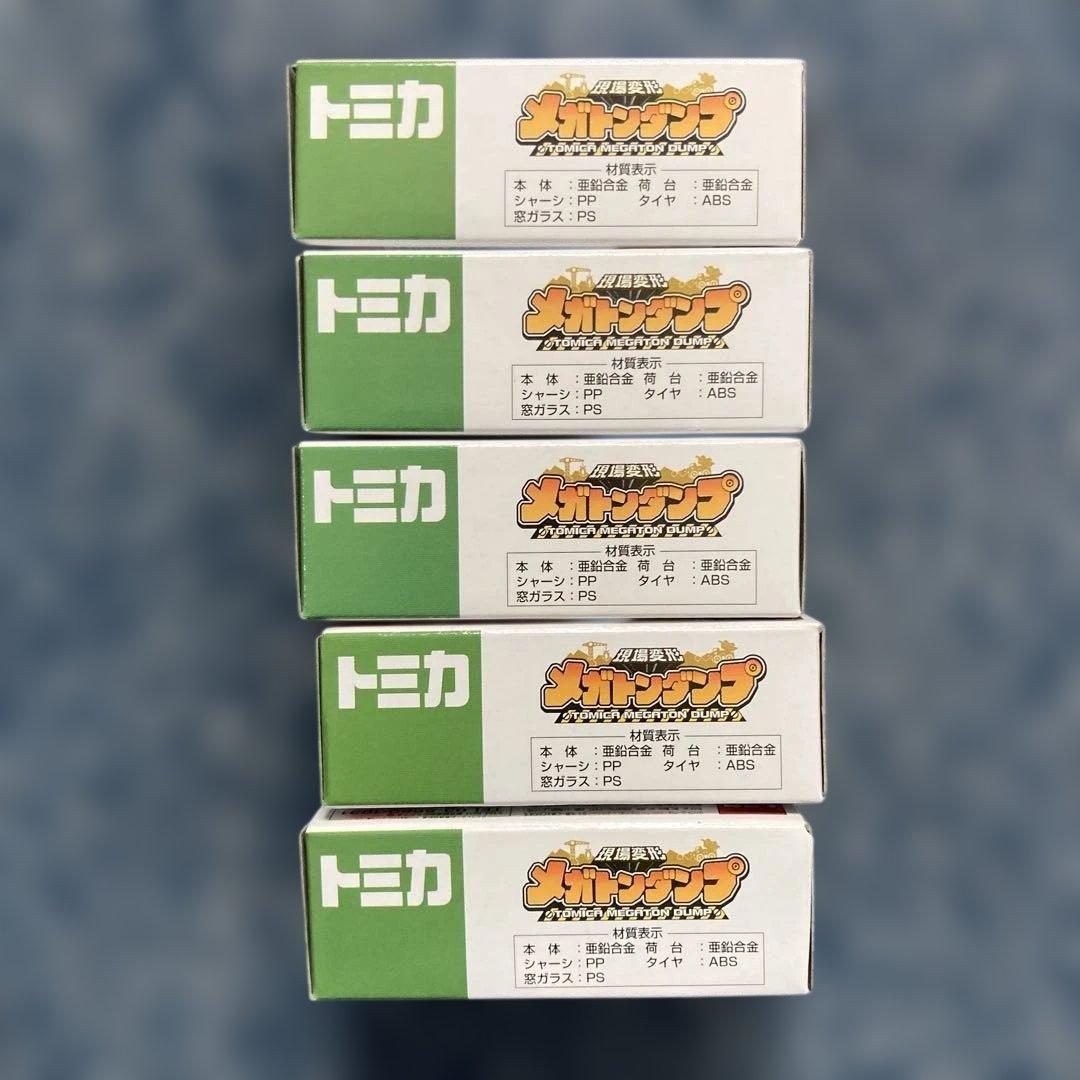 トミカ
現場変形
メガトンダンプ
TOMICA MEGATON DUMP
材質表示
本体：亜鉛合金 荷台：亜鉛合金
シャーシ：PP タイヤ：ABS
窓ガラス：PS
トミカ
現場変形
メガトンダンプ
TOMICA MEGATON DUMP
材質表示
本体：亜鉛合金 荷台：亜鉛合金
シャーシ：PP タイヤ：ABS
窓ガラス：PS
トミカ
現場変形
メガトンダンプ
TOMICA MEGATON DUMP
材質表示
本体：亜鉛合金 荷台：亜鉛合金
シャーシ：PP タイヤ：ABS
窓ガラス：PS
トミカ
現場変形
メガトンダンプ
TOMICA MEGATON DUMP
材質表示
本体：亜鉛合金 荷台：亜鉛合金
シャーシ：PP タイヤ：ABS
窓ガラス：PS
トミカ
現場変形
メガトンダンプ
TOMICA MEGATON DUMP
材質表示
本体：亜鉛合金 荷台：亜鉛合金
シャーシ：PP タイヤ：ABS
窓ガラス：PS